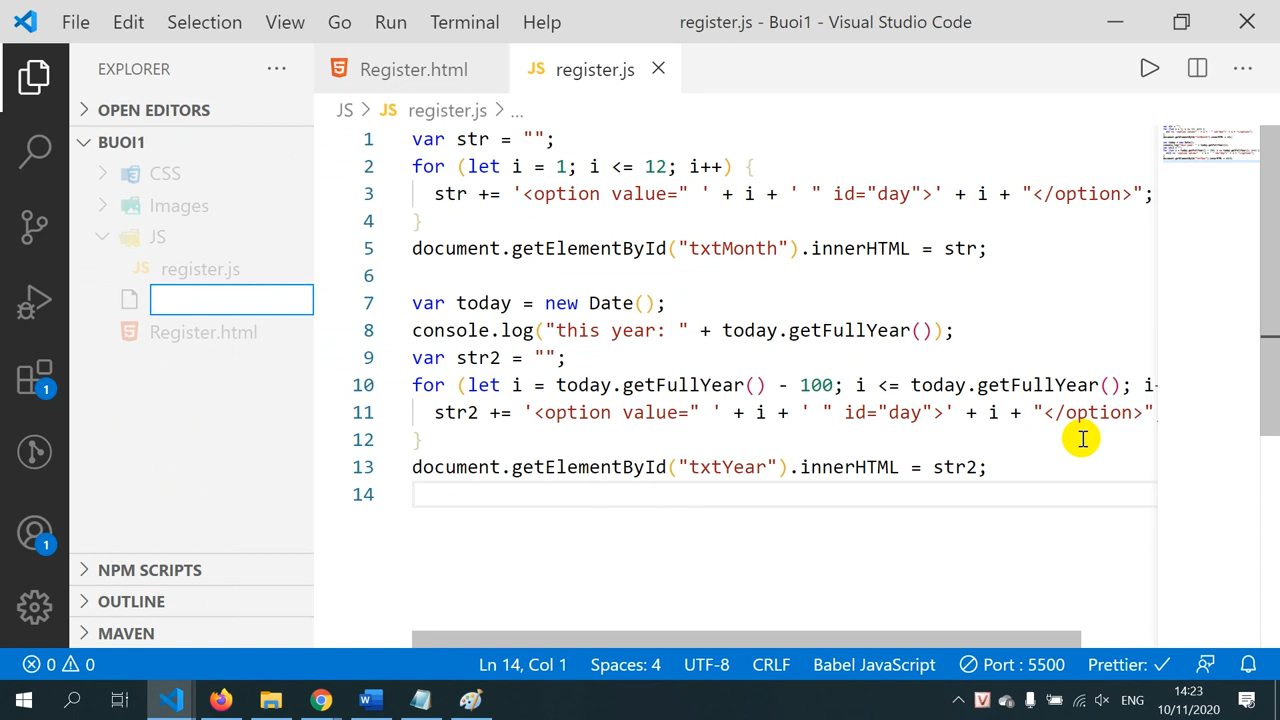 File Edit Selection View Go Run Terminal Help register.js - Buoi1 - Visual Studio Code
EXPLORER
OPEN EDITORS
BUOI1
CSS
Images
JS
JS register.js
Register.html
NPM SCRIPTS
OUTLINE
MAVEN
Register.html JS register.js
JS > JS register.js > ...
1 var str = "";
2 for (let i = 1; i <= 12; i++) {
3 str += '<option value=" ' + i + ' " id="day">' + i + "</option>";
4 }
5 document.getElementById("txtMonth").innerHTML = str;
6
7 var today = new Date();
8 console.log("this year: " + today.getFullYear());
9 var str2 = "";
10 for (let i = today.getFullYear() - 100; i <= today.getFullYear(); i
11 str2 += '<option value=" ' + i + ' " id="day">' + i + "</option>"
12 }
13 document.getElementById("txtYear").innerHTML = str2;
14
1
1
0 0 Ln 14, Col 1 Spaces: 4 UTF-8 CRLF Babel JavaScript Port : 5500 Prettier: ✓
ENG
14:23
10/11/2020